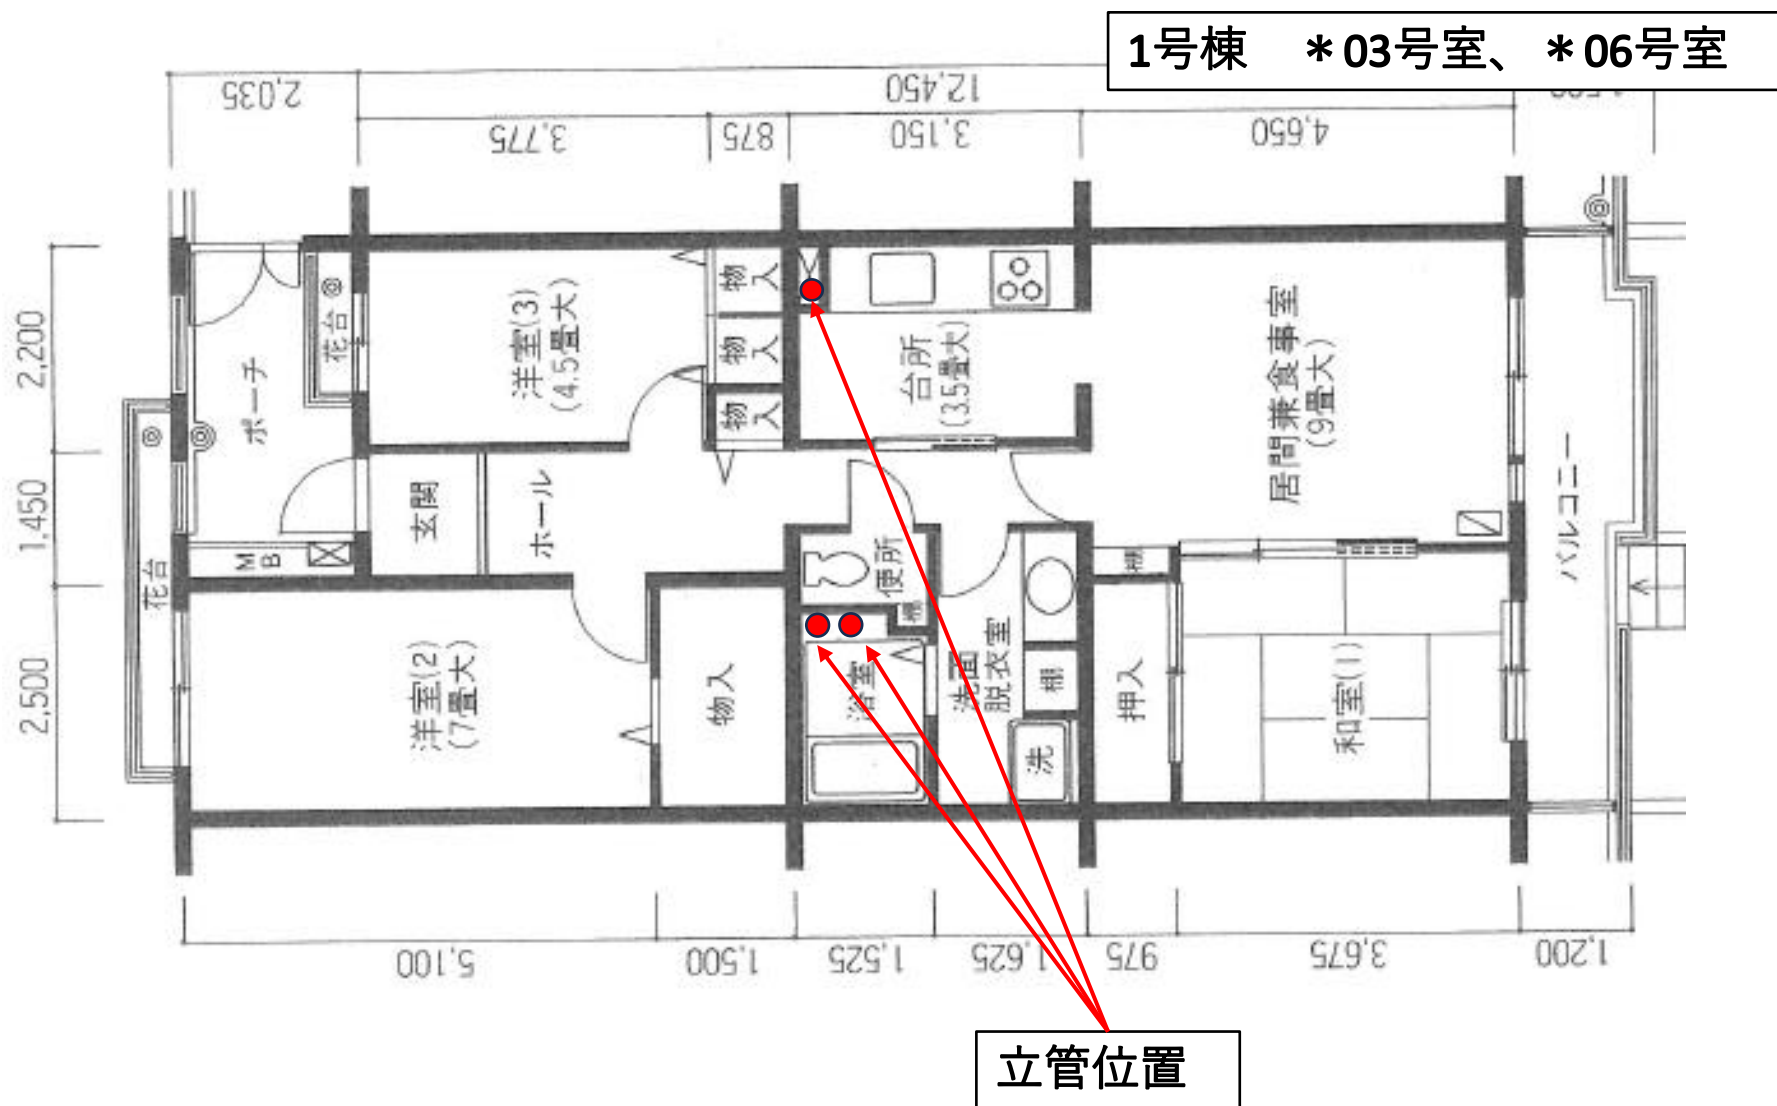 1号棟 ＊03号室、＊06号室
2,035
12,450
3,775
875
3,150
4,650
2,200
1,450
2,500
ポーチ
花台
花台
MB
玄関
ホール
洋室(3)
(4.5畳大)
物入
物入
物入
台所
(3.5畳大)
居間兼食事室
(9畳大)
バルコニー
洋室(2)
(7畳大)
物入
便所
棚
浴室
洗面
脱衣室
棚
洗
棚
押入
和室(1)
5,100
1,500
1,525
1,625
975
3,675
1,200
立管位置